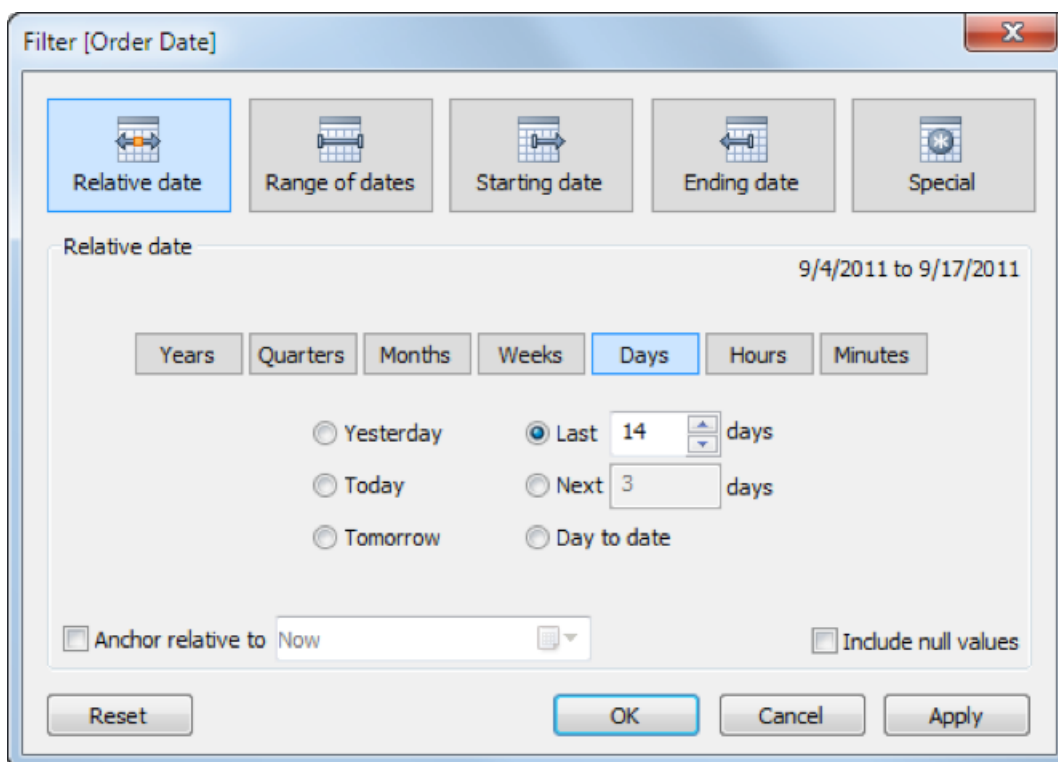 Filter [Order Date]
Relative date Range of dates Starting date Ending date Special
Relative date
9/4/2011 to 9/17/2011
Years Quarters Months Weeks Days Hours Minutes
Yesterday Last 14 days
Today Next 3 days
Tomorrow Day to date
Anchor relative to Now Include null values
Reset OK Cancel Apply